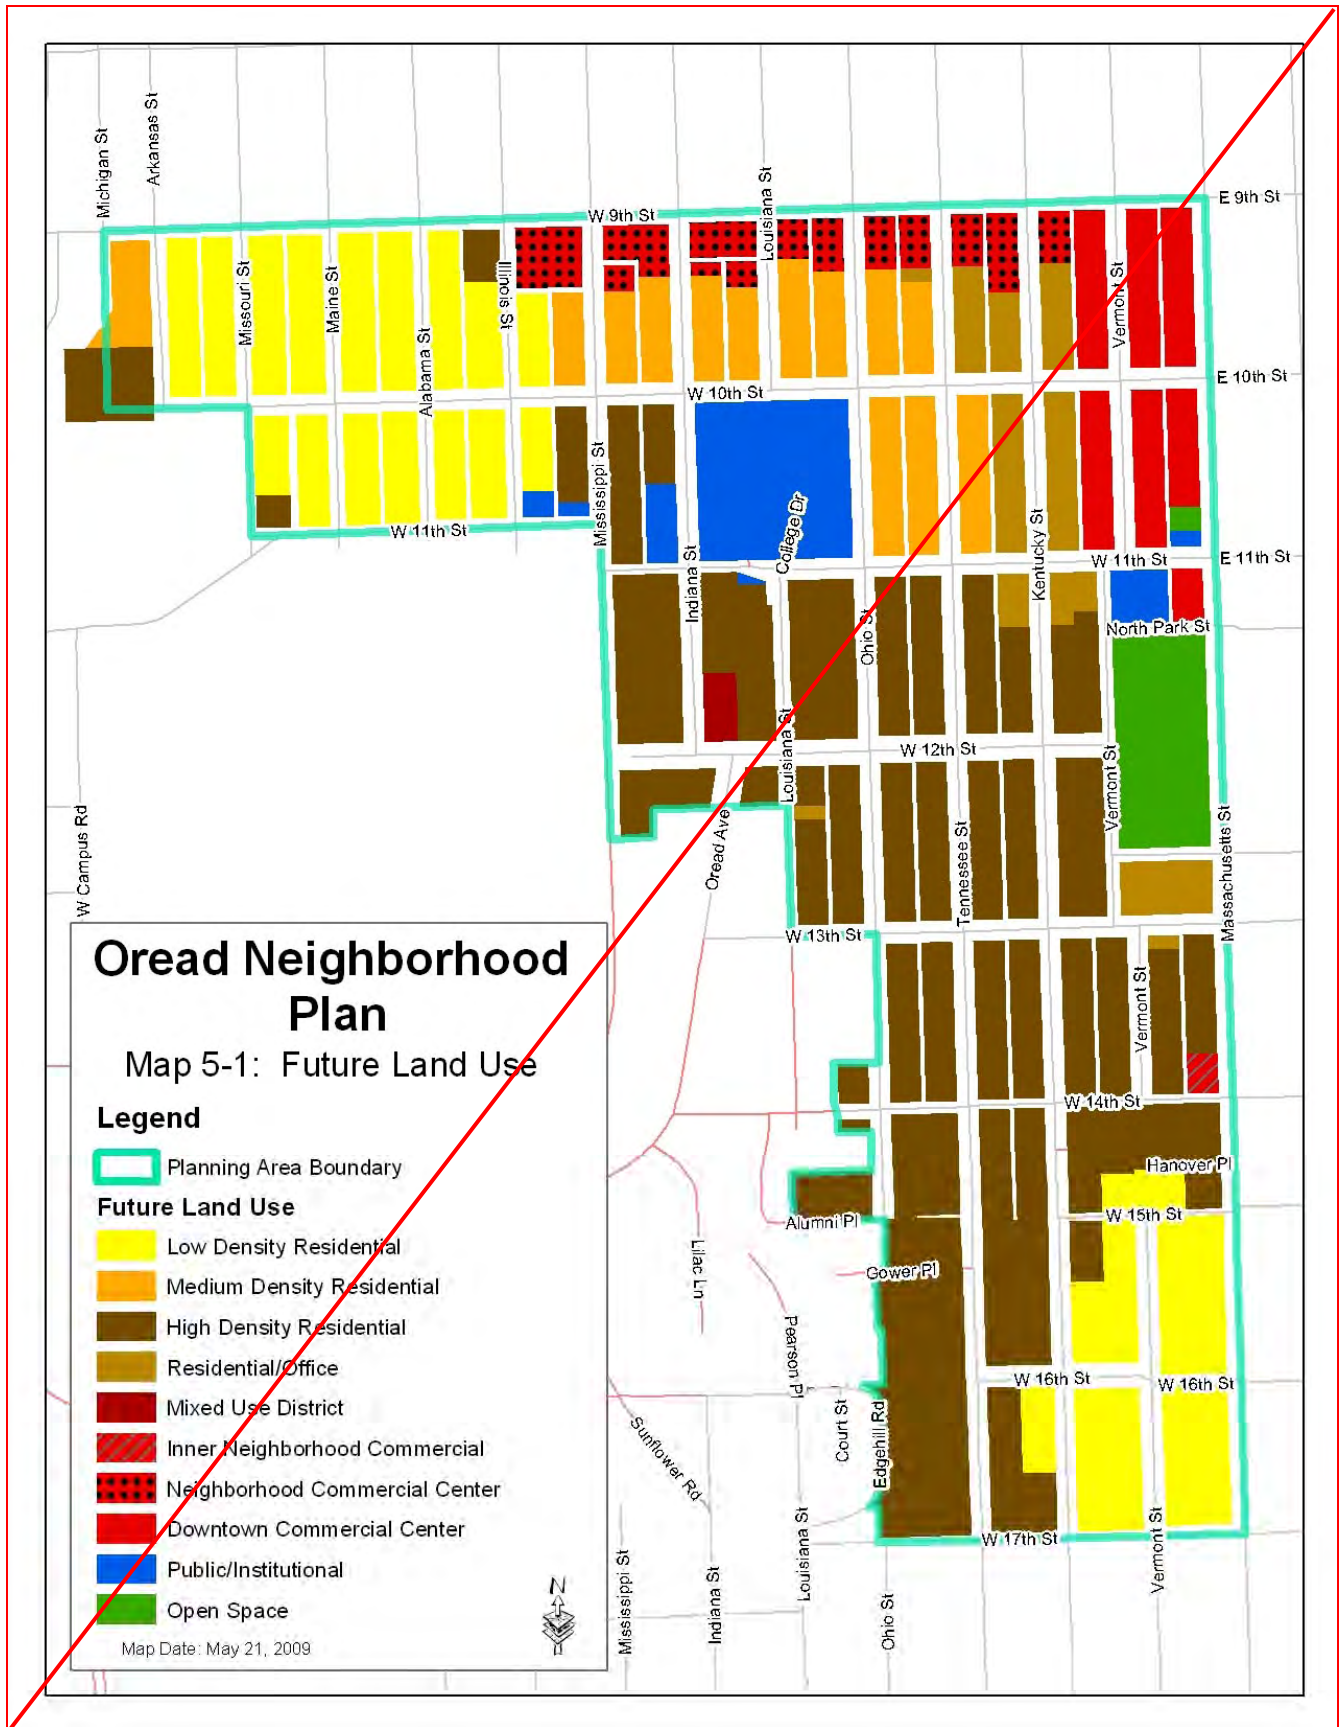 Michigan St
Arkansas St
Louisiana St
E 9th St
W 9th St
Missouri St
Maine St
Illinois St
Vermont St
Alabama St
E 10th St
W 10th St
Mississippi St
College Dr
W 11th St
Kentucky St
W 11th St
E 11th St
Indiana St
North Park St
Ohio St
Louisiana St
W 12th St
Vermont St
Oread Ave
Tennessee St
Massachusetts St
W Campus Rd
W 13th St
Vermont St
Oread Neighborhood
Plan
Map 5-1: Future Land Use
Legend
Planning Area Boundary
Future Land Use
Low Density Residential
Medium Density Residential
High Density Residential
Residential/Office
Mixed Use District
Inner Neighborhood Commercial
Neighborhood Commercial Center
Downtown Commercial Center
Public/Institutional
Open Space
Map Date: May 21, 2009
N
W 14th St
Hanover Pl
W 15th St
Alumni Pl
Lilac Ln
Gower Pl
Pearson Pl
W 16th St
W 16th St
Court St
Edgehill Rd
Sunflower Rd
W 17th St
Mississippi St
Indiana St
Louisiana St
Ohio St
Vermont St